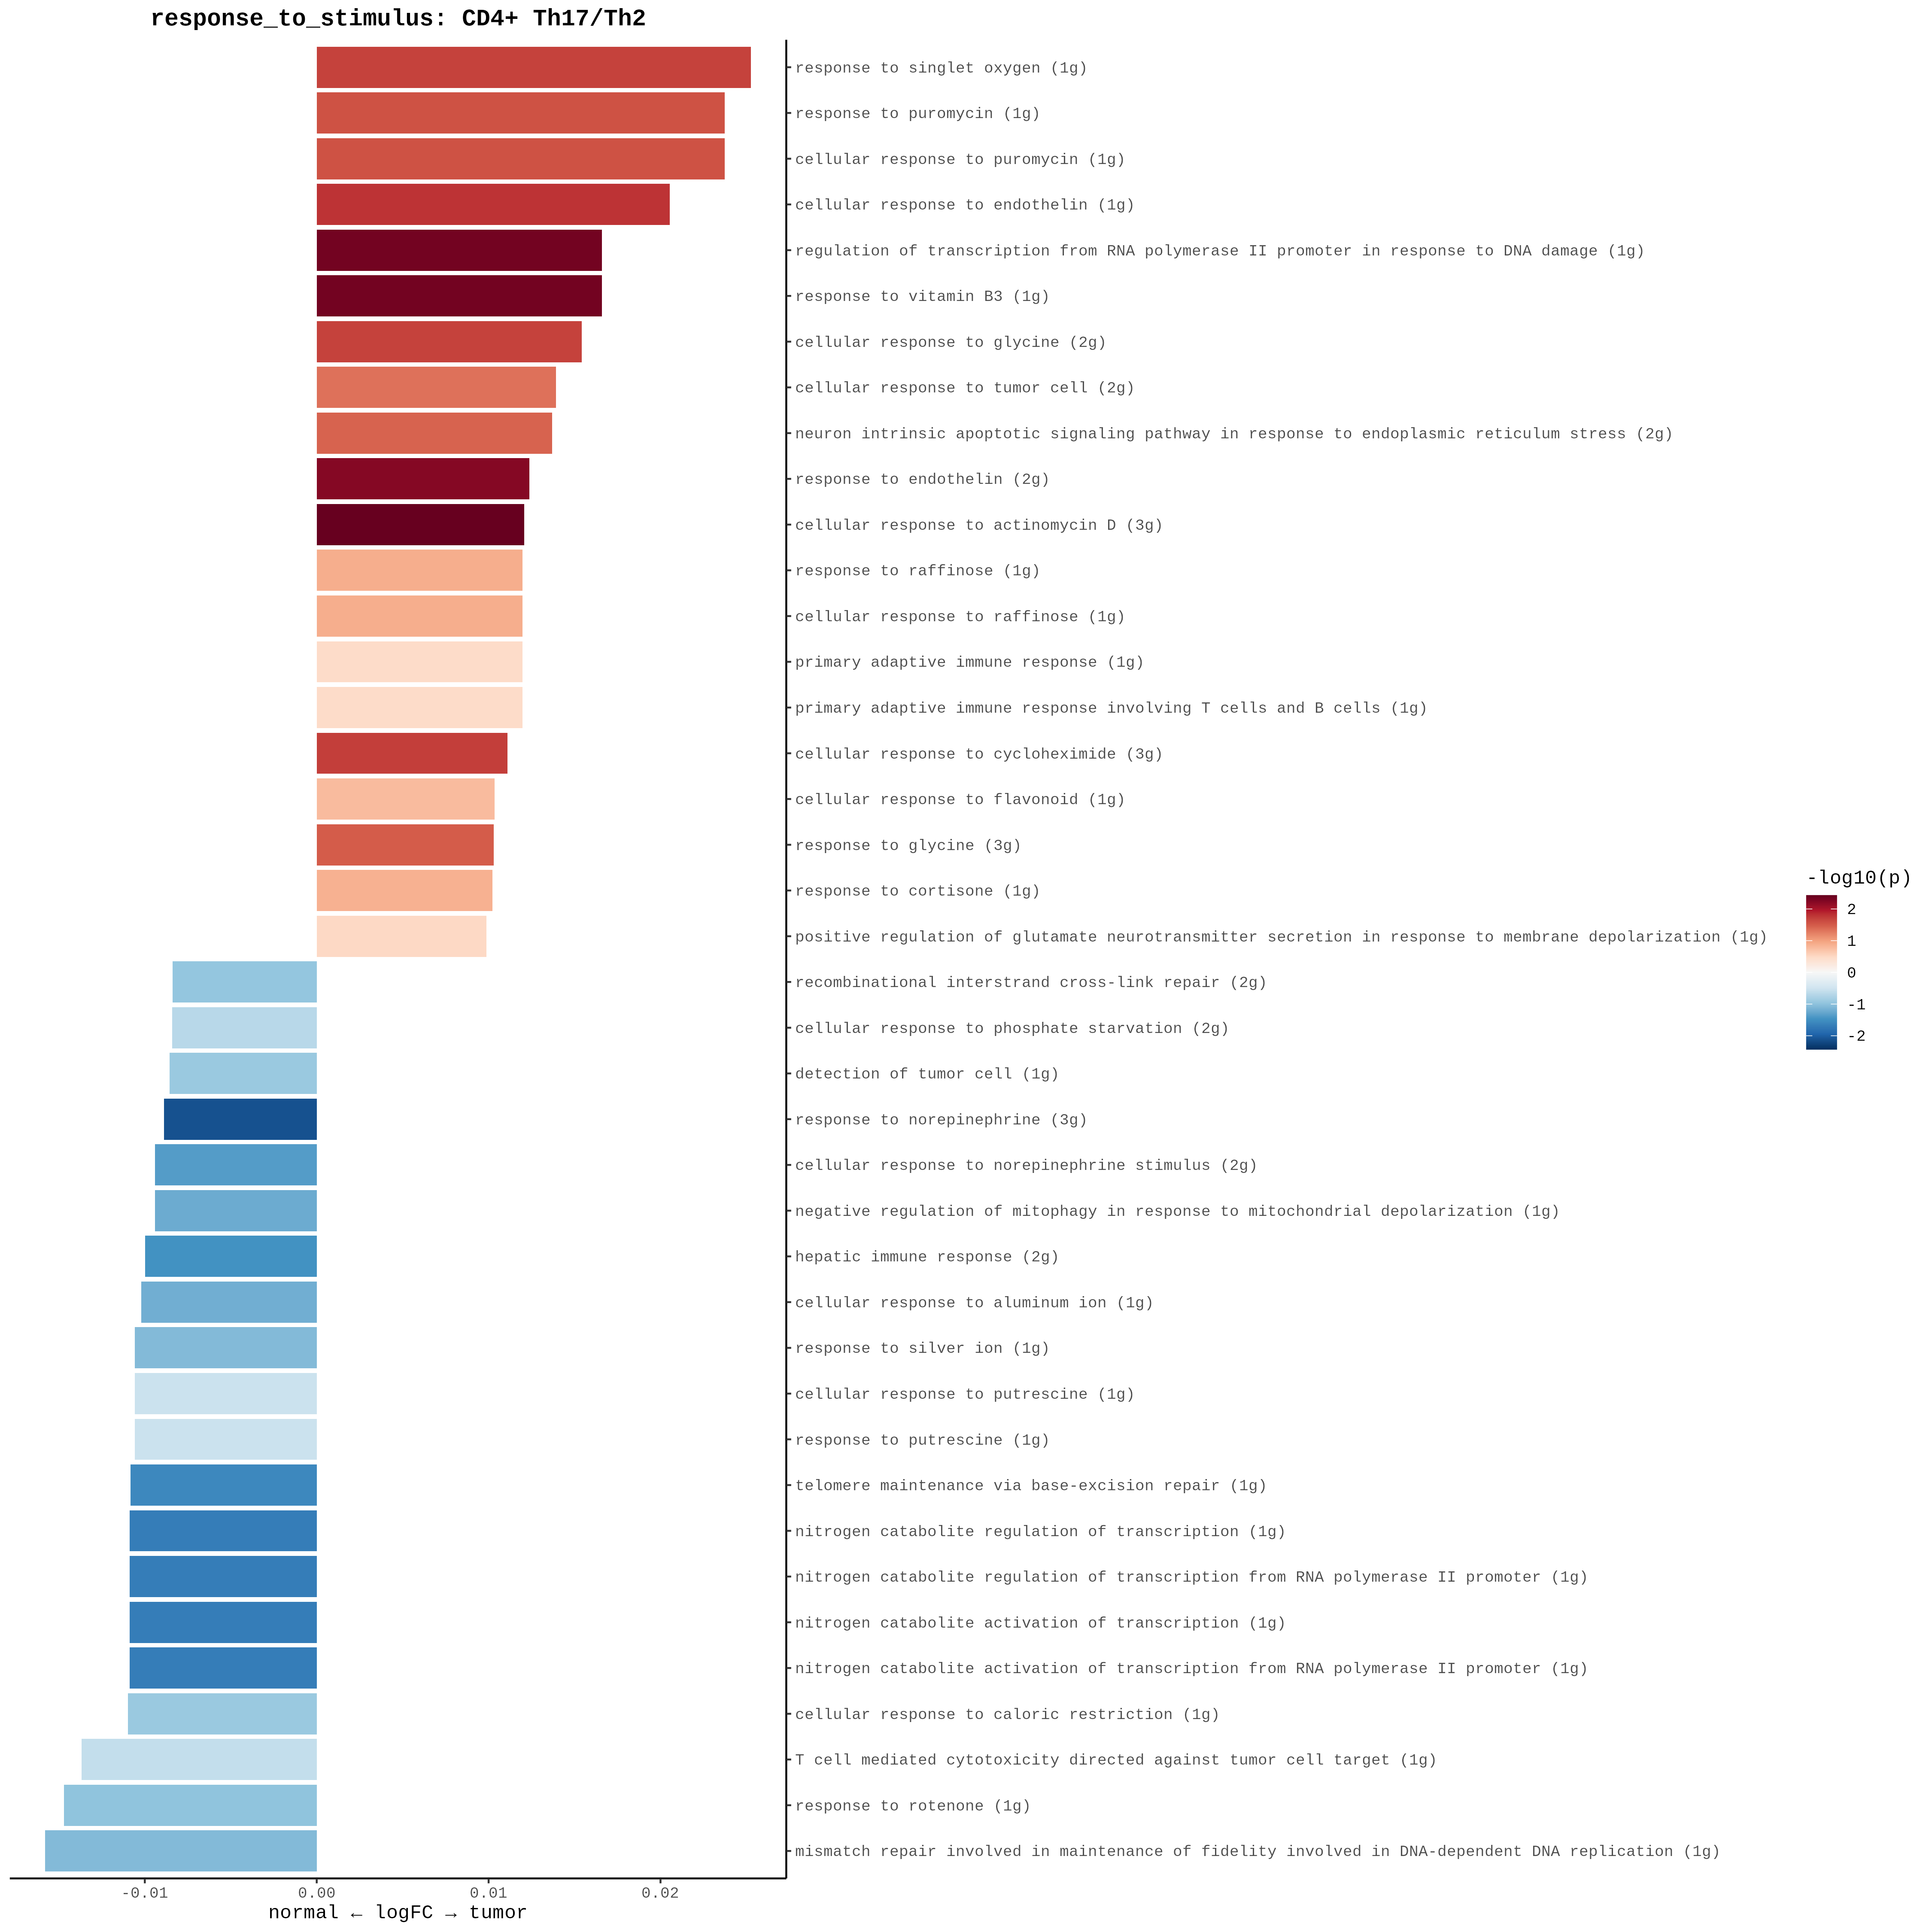 response_to_stimulus: CD4+ Th17/Th2
response to singlet oxygen (1g)
response to puromycin (1g)
cellular response to puromycin (1g)
cellular response to endothelin (1g)
regulation of transcription from RNA polymerase II promoter in response to DNA damage (1g)
response to vitamin B3 (1g)
cellular response to glycine (2g)
cellular response to tumor cell (2g)
neuron intrinsic apoptotic signaling pathway in response to endoplasmic reticulum stress (2g)
response to endothelin (2g)
cellular response to actinomycin D (3g)
response to raffinose (1g)
cellular response to raffinose (1g)
primary adaptive immune response (1g)
primary adaptive immune response involving T cells and B cells (1g)
cellular response to cycloheximide (3g)
cellular response to flavonoid (1g)
response to glycine (3g)
response to cortisone (1g)
positive regulation of glutamate neurotransmitter secretion in response to membrane depolarization (1g)
recombinational interstrand cross-link repair (2g)
cellular response to phosphate starvation (2g)
detection of tumor cell (1g)
response to norepinephrine (3g)
cellular response to norepinephrine stimulus (2g)
negative regulation of mitophagy in response to mitochondrial depolarization (1g)
hepatic immune response (2g)
cellular response to aluminum ion (1g)
response to silver ion (1g)
cellular response to putrescine (1g)
response to putrescine (1g)
telomere maintenance via base-excision repair (1g)
nitrogen catabolite regulation of transcription (1g)
nitrogen catabolite regulation of transcription from RNA polymerase II promoter (1g)
nitrogen catabolite activation of transcription (1g)
nitrogen catabolite activation of transcription from RNA polymerase II promoter (1g)
cellular response to caloric restriction (1g)
T cell mediated cytotoxicity directed against tumor cell target (1g)
response to rotenone (1g)
mismatch repair involved in maintenance of fidelity involved in DNA-dependent DNA replication (1g)
-0.01 0.00 0.01 0.02
normal ← logFC → tumor
-log10(p)
2
1
0
-1
-2